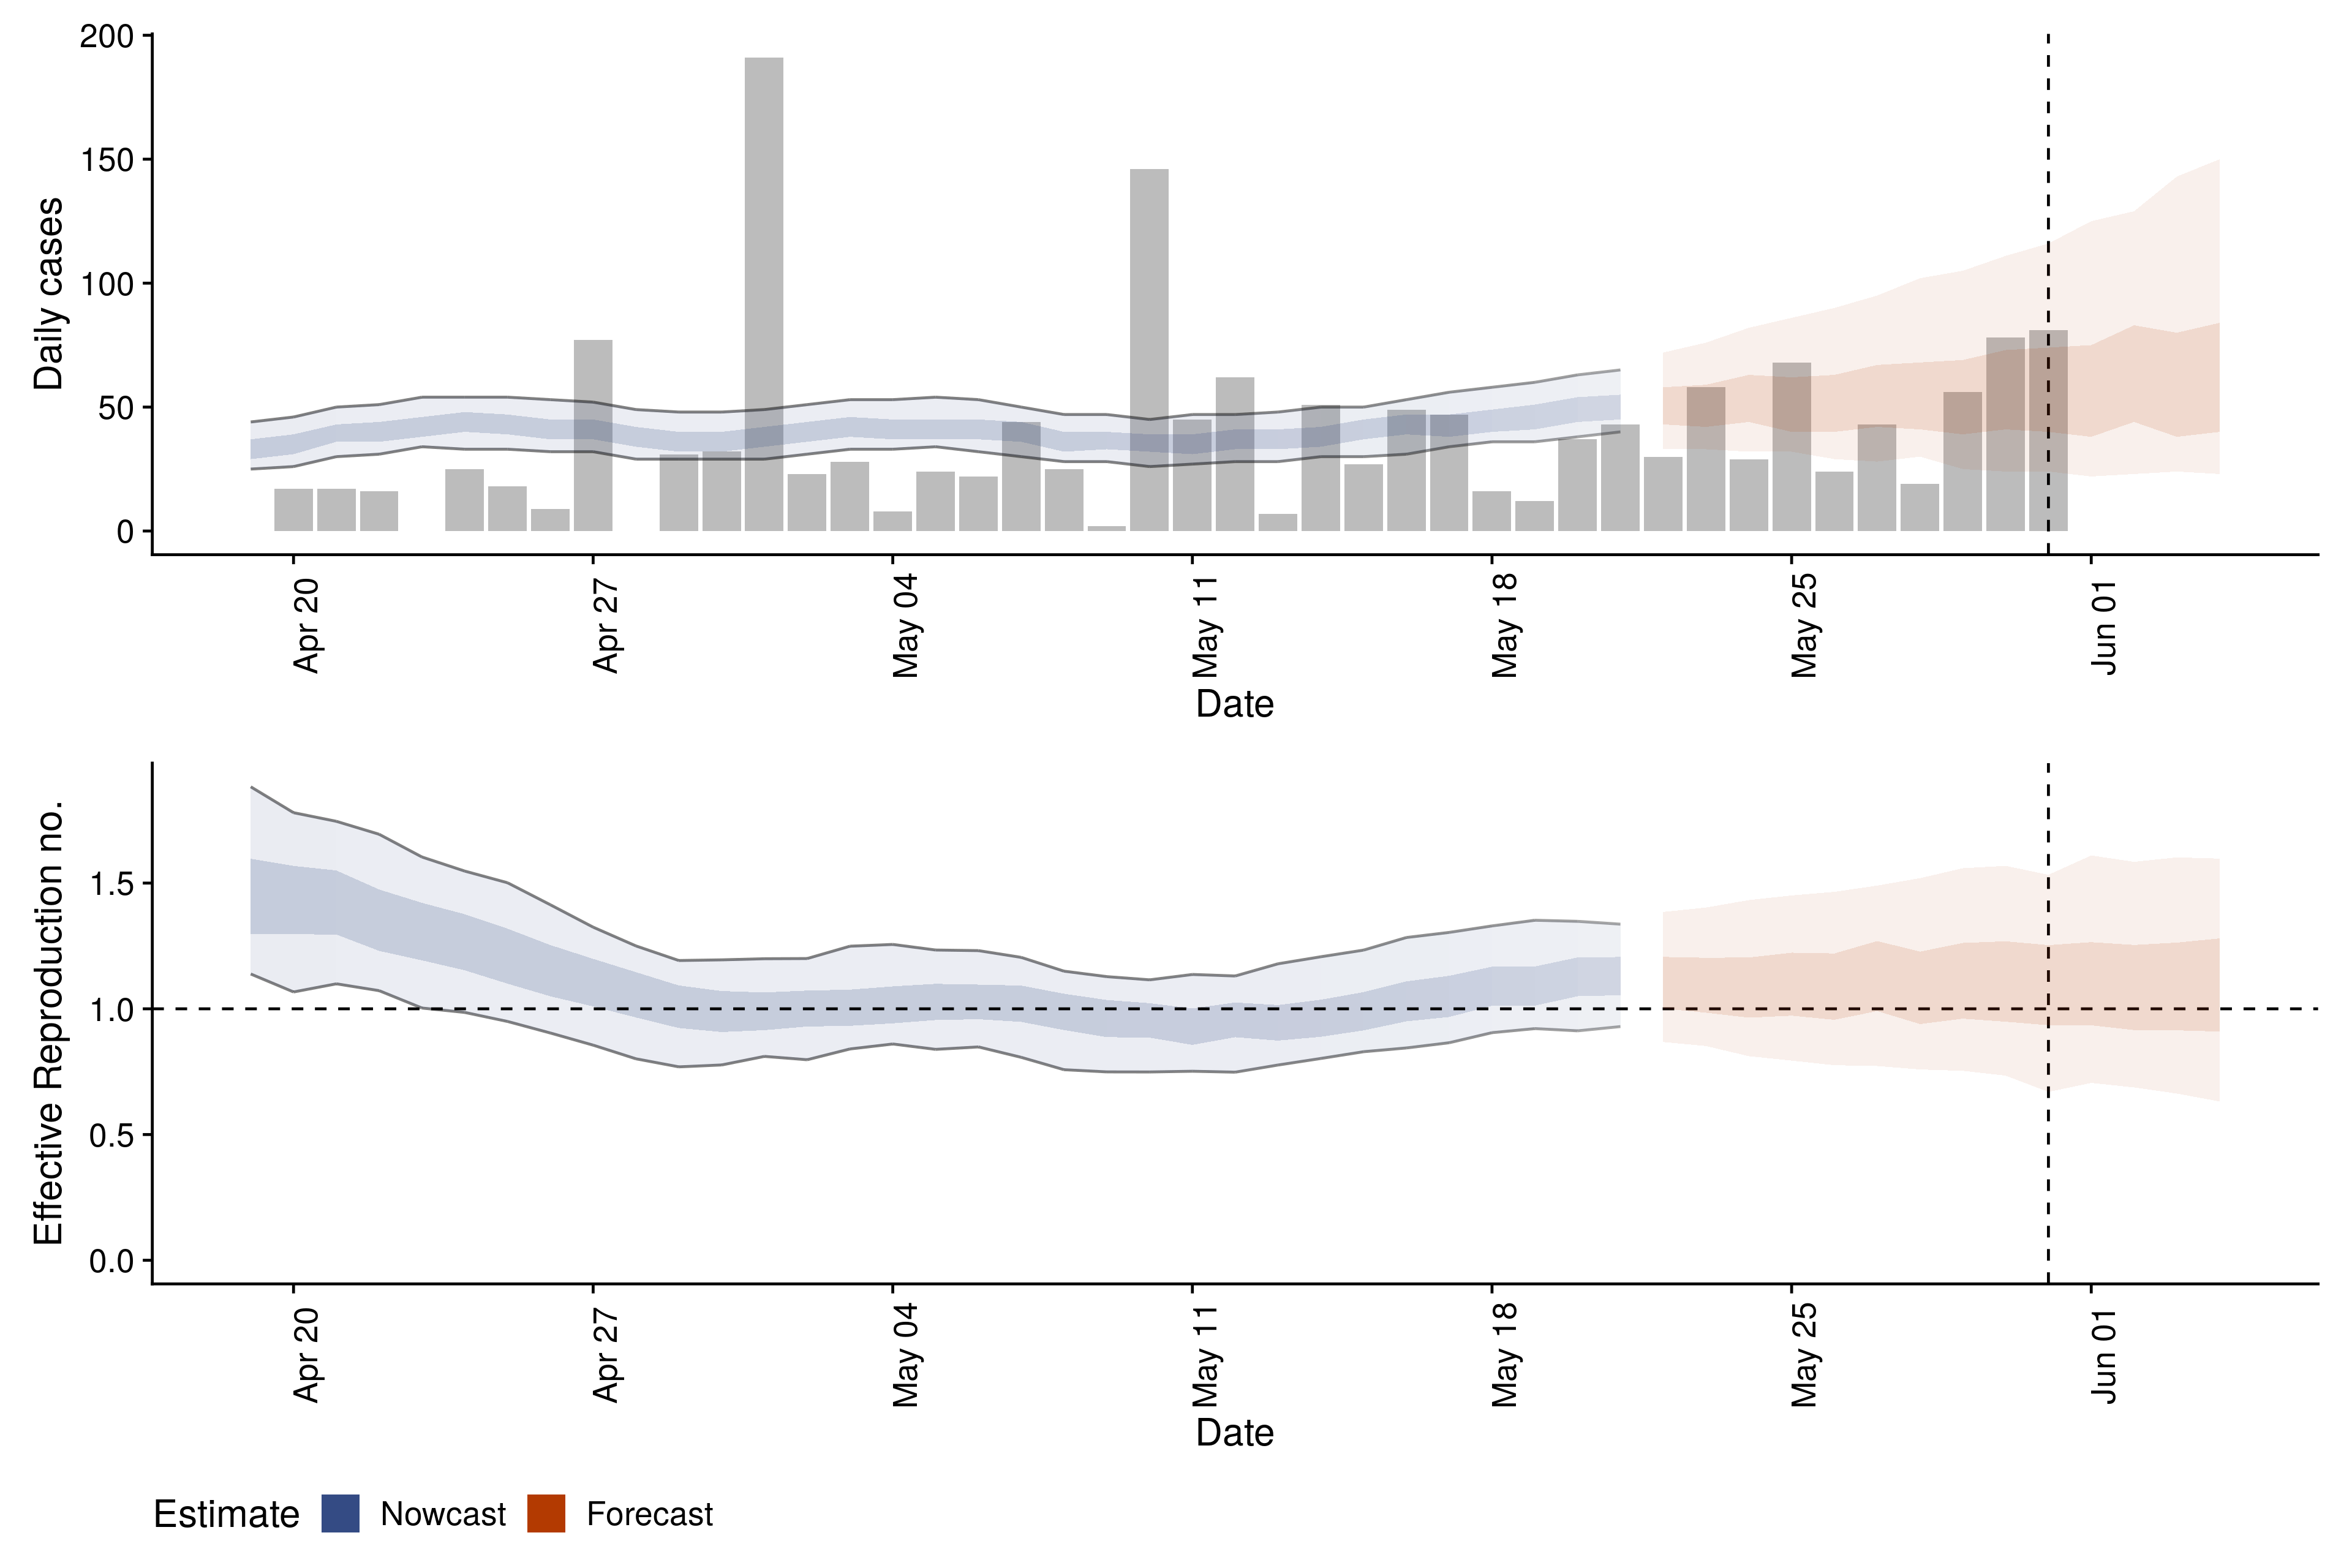 200
150
100
50
0
Daily cases
Apr 20
Apr 27
May 04
May 11
May 18
May 25
Jun 01
Date
1.5
1.0
0.5
0.0
Effective Reproduction no.
Apr 20
Apr 27
May 04
May 11
May 18
May 25
Jun 01
Date
Estimate Nowcast Forecast